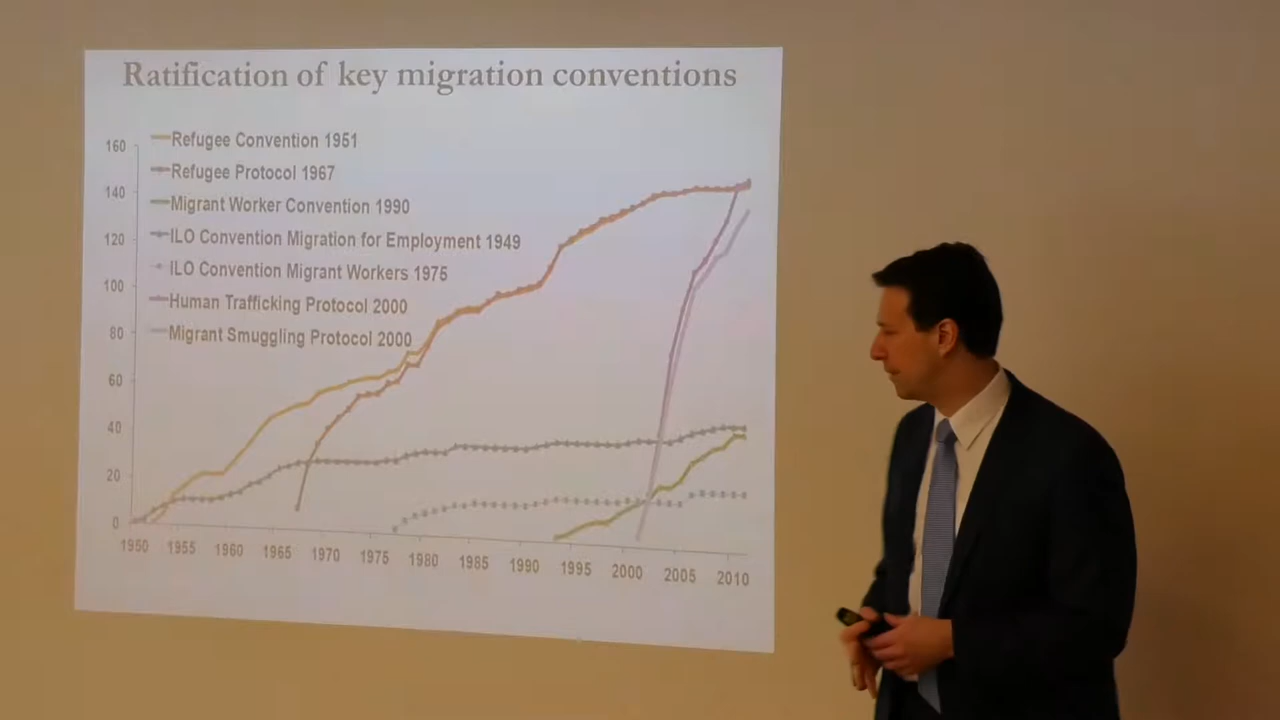 Ratification of key migration conventions
Refugee Convention 1951
Refugee Protocol 1967
Migrant Worker Convention 1990
ILO Convention Migration for Employment 1949
ILO Convention Migrant Workers 1975
Human Trafficking Protocol 2000
Migrant Smuggling Protocol 2000
160
140
120
100
80
60
40
20
0
1950 1955 1960 1965 1970 1975 1980 1985 1990 1995 2000 2005 2010